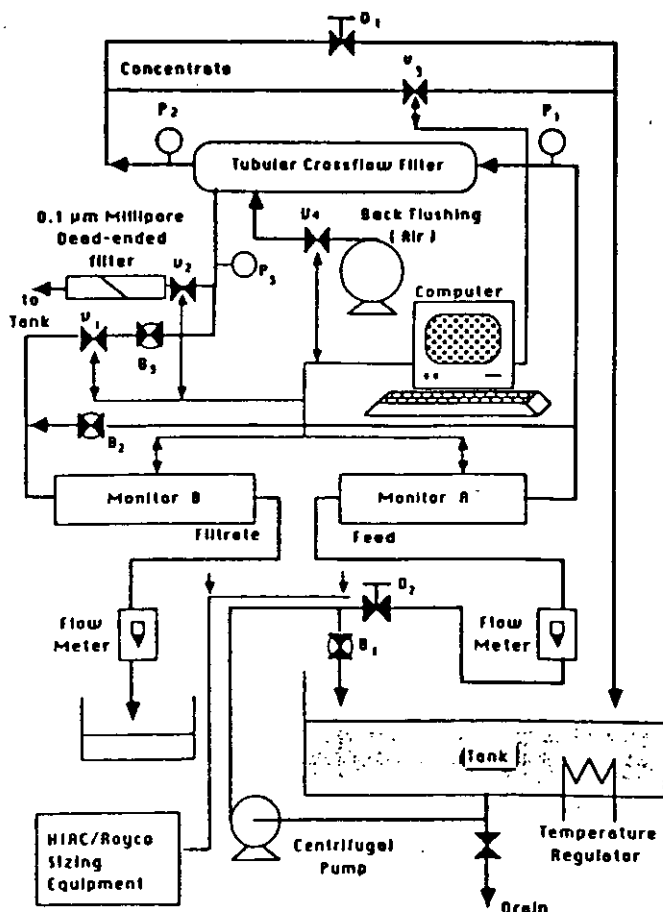 D₁
Concentrate
V₃
P₂
P₁
Tubular Crossflow Filter
0.1 µm Millipore
Dead-ended
filter
V₄
Back Flushing
(Air)
V₂
P₃
to
Tank
V₁
Computer
B₃
B₂
Monitor B
Monitor A
Filtrate
Feed
D₂
Flow
Meter
B₁
Flow
Meter
Tank
HIAC/Royco
Sizing
Equipment
Centrifugal
Pump
Temperature
Regulator
Drain